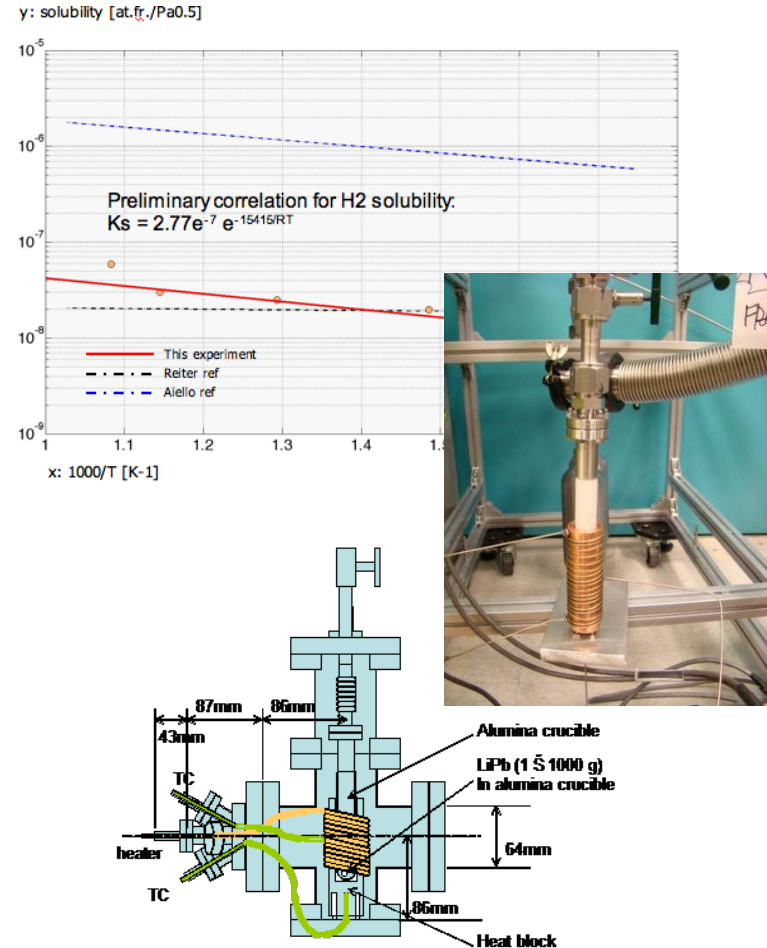 y: solubility [at.fr./Pa0.5]
10-5
10-6
Preliminary correlation for H2 solubility:
Ks = 2.77e-7 e-15415/RT
10-7
10-8
This experiment
Reiter ref
Aiello ref
10-9
1 1.1 1.2 1.3 1.4
x: 1000/T [K-1]
87mm 86mm
43mm
Alumina crucible
LiPb (1 Š 1000 g)
In alumina crucible
TC
heater
64mm
TC
86mm
Heat block